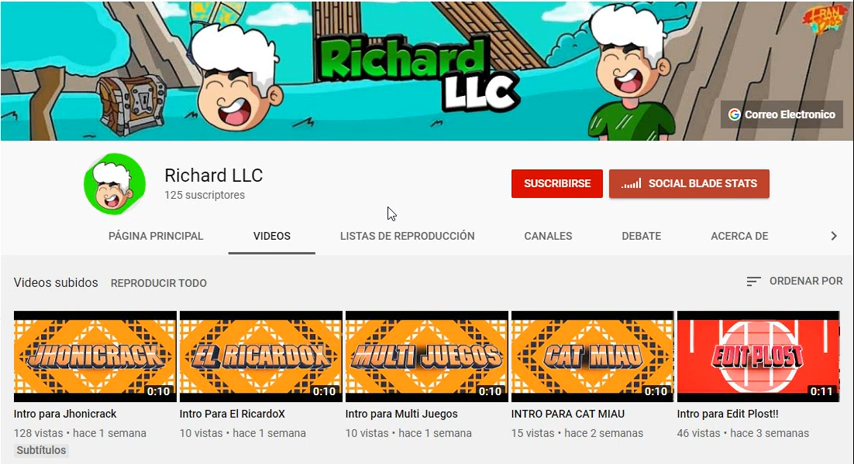 FRAN
Richard
LLC
Correo Electronico
Richard LLC
125 suscriptores
SUSCRIBIRSE
SOCIAL BLADE STATS
PÁGINA PRINCIPAL
VIDEOS
LISTAS DE REPRODUCCIÓN
CANALES
DEBATE
ACERCA DE
Videos subidos
REPRODUCIR TODO
ORDENAR POR
JHONICRACK
0:10
EL RICARDOX
0:10
MULTI JUEGOS
0:10
CAT MIAU
0:10
EDIT PLOST
0:11
Intro para Jhonicrack
128 vistas • hace 1 semana
Subtítulos
Intro Para El RicardoX
10 vistas • hace 1 semana
Intro para Multi Juegos
10 vistas • hace 1 semana
INTRO PARA CAT MIAU
15 vistas • hace 2 semanas
Intro para Edit Plost!!
46 vistas • hace 3 semanas